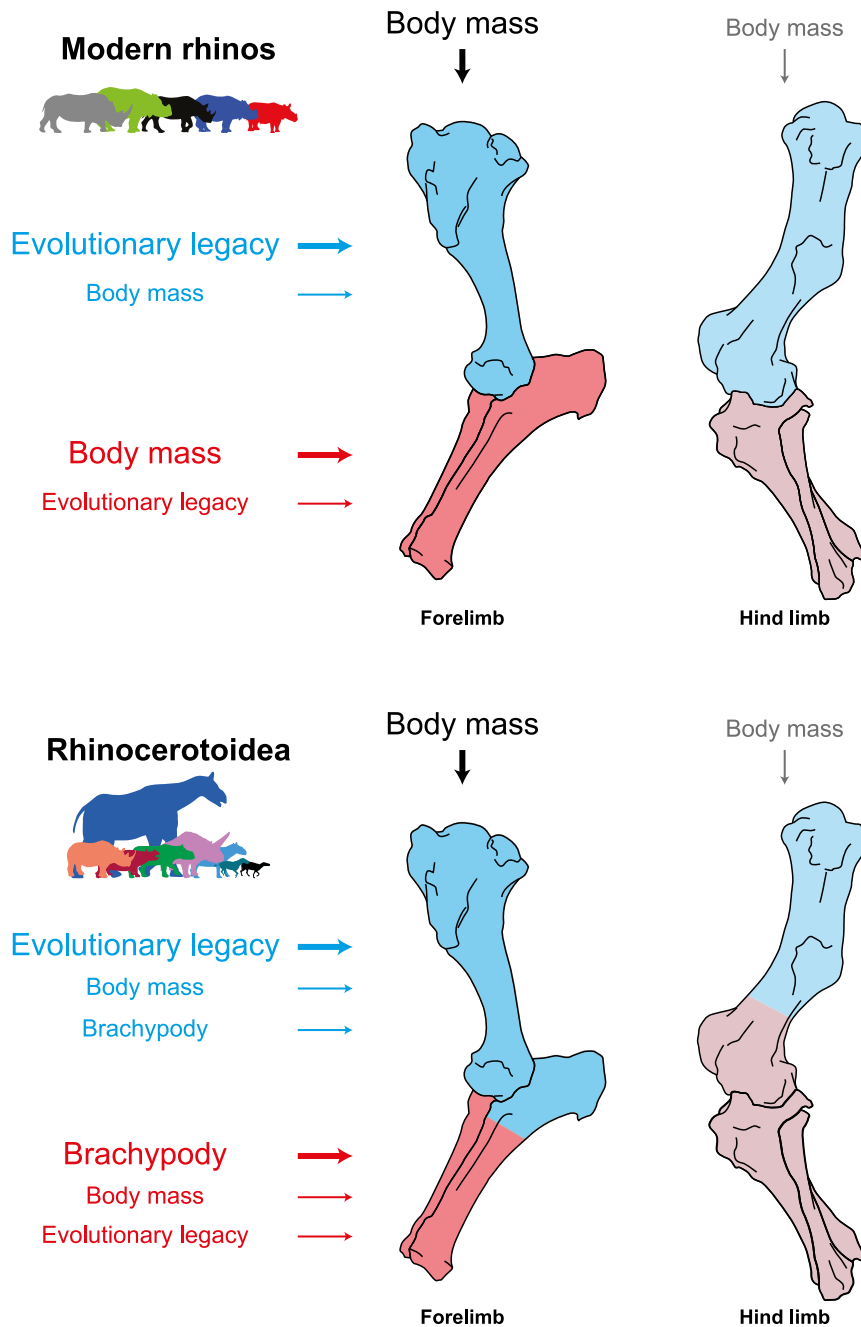 Body mass
Body mass
Modern rhinos
Evolutionary legacy
Body mass
Body mass
Evolutionary legacy
Forelimb
Hind limb
Body mass
Body mass
Rhinocerotoidea
Evolutionary legacy
Body mass
Brachypody
Brachypody
Body mass
Evolutionary legacy
Forelimb
Hind limb